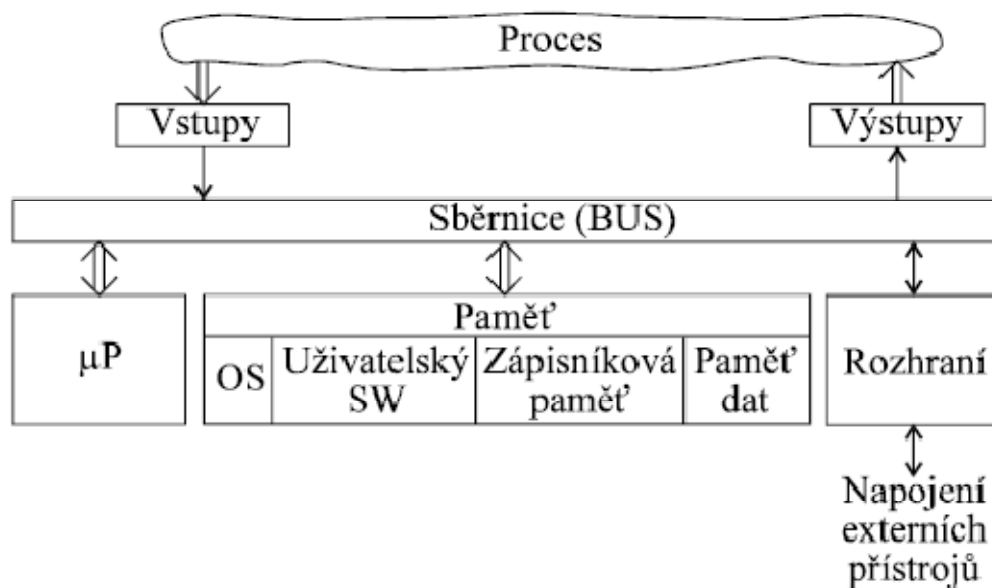 Proces
Vstupy
Výstupy
Sběrnice (BUS)
μP
Paměť
OS
Uživatelský
SW
Zápisníková
paměť
Paměť
dat
Rozhraní
Napojení
externích
přístrojů